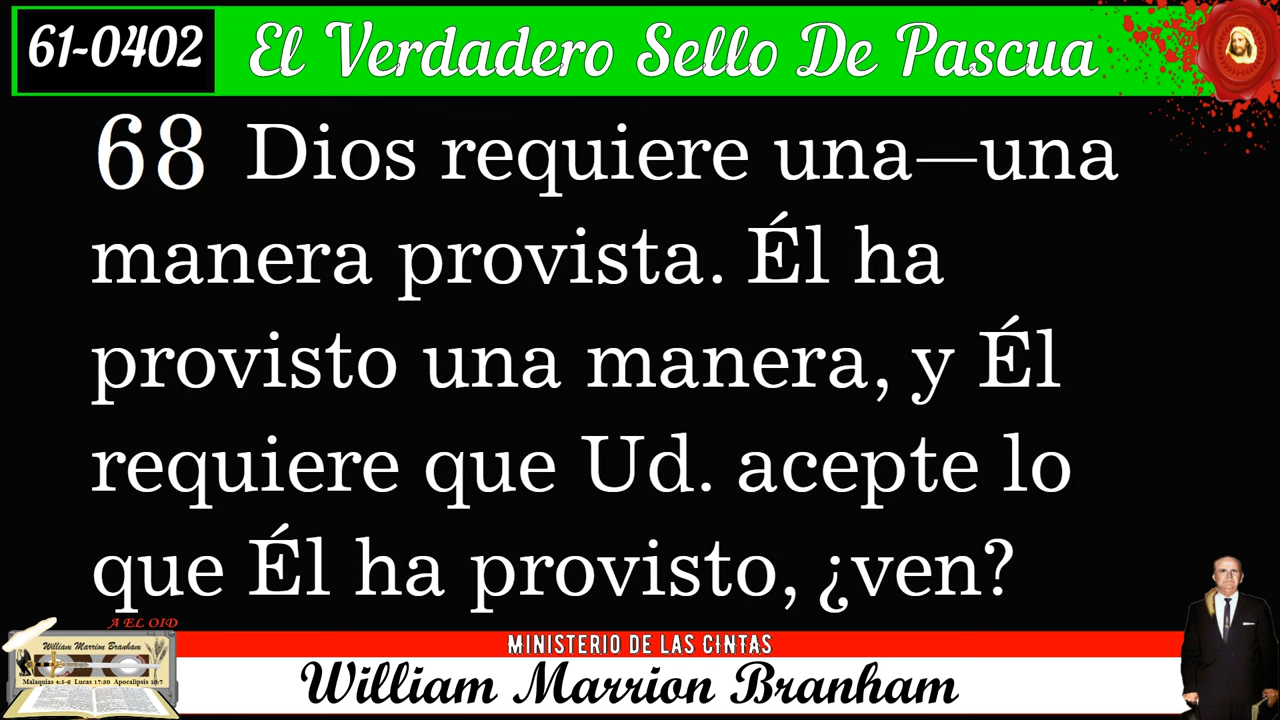 61-0402 El Verdadero Sello De Pascua
68 Dios requiere una—una
manera provista. Él ha
provisto una manera, y Él
requiere que Ud. acepte lo
que Él ha provisto, ¿ven?
A EL OID
William Marrion Branham
Malaquias 4:5-6 Lucas 17:30 Apocalipsis 10:7
MINISTERIO DE LAS CINTAS
William Marrion Branham